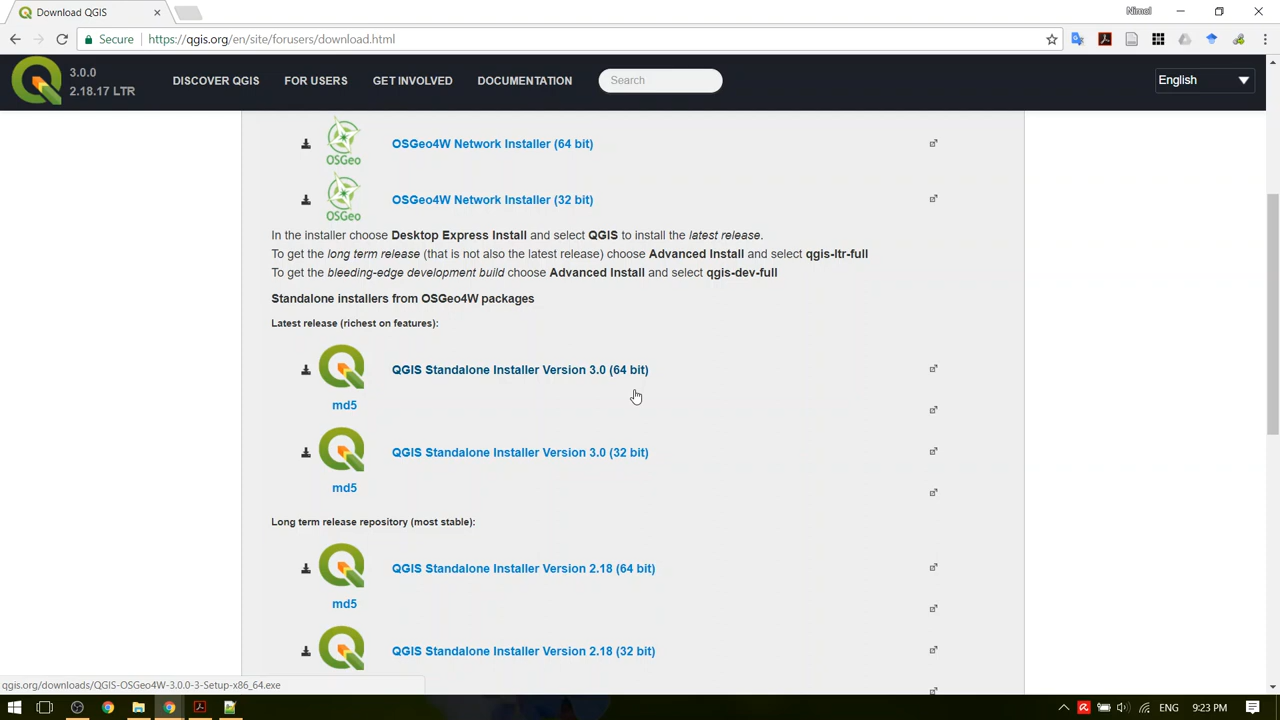 Download QGIS
Nimol
Secure
https://qgis.org/en/site/forusers/download.html
3.0.0
2.18.17 LTR
DISCOVER QGIS
FOR USERS
GET INVOLVED
DOCUMENTATION
Search
English
OSGeo
OSGeo4W Network Installer (64 bit)
OSGeo
OSGeo4W Network Installer (32 bit)
In the installer choose Desktop Express Install and select QGIS to install the latest release.
To get the long term release (that is not also the latest release) choose Advanced Install and select qgis-ltr-full
To get the bleeding-edge development build choose Advanced Install and select qgis-dev-full
Standalone installers from OSGeo4W packages
Latest release (richest on features):
QGIS Standalone Installer Version 3.0 (64 bit)
md5
QGIS Standalone Installer Version 3.0 (32 bit)
md5
Long term release repository (most stable):
QGIS Standalone Installer Version 2.18 (64 bit)
md5
QGIS Standalone Installer Version 2.18 (32 bit)
qgis.org/downloads/QGIS-OSGeo4W-3.0.0-3-Setup-x86_64.exe
ENG
9:23 PM